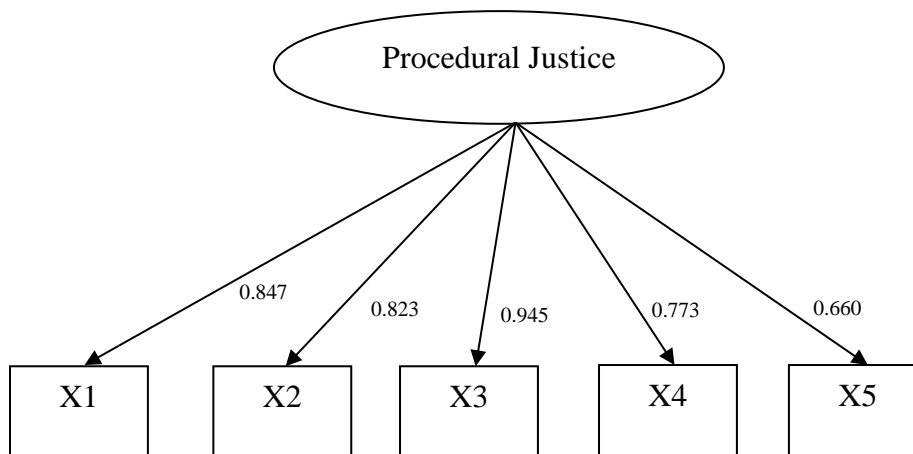 Procedural Justice
0.847
0.823
0.945
0.773
0.660
X1
X2
X3
X4
X5